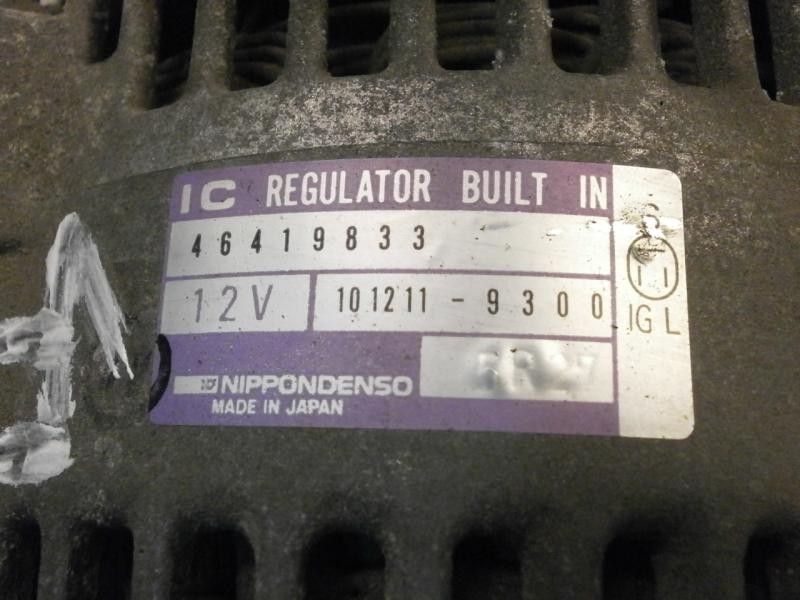 IC REGULATOR BUILT IN
46419833
12V 101211-9300
NIPPONDENSO
MADE IN JAPAN
S
IG L